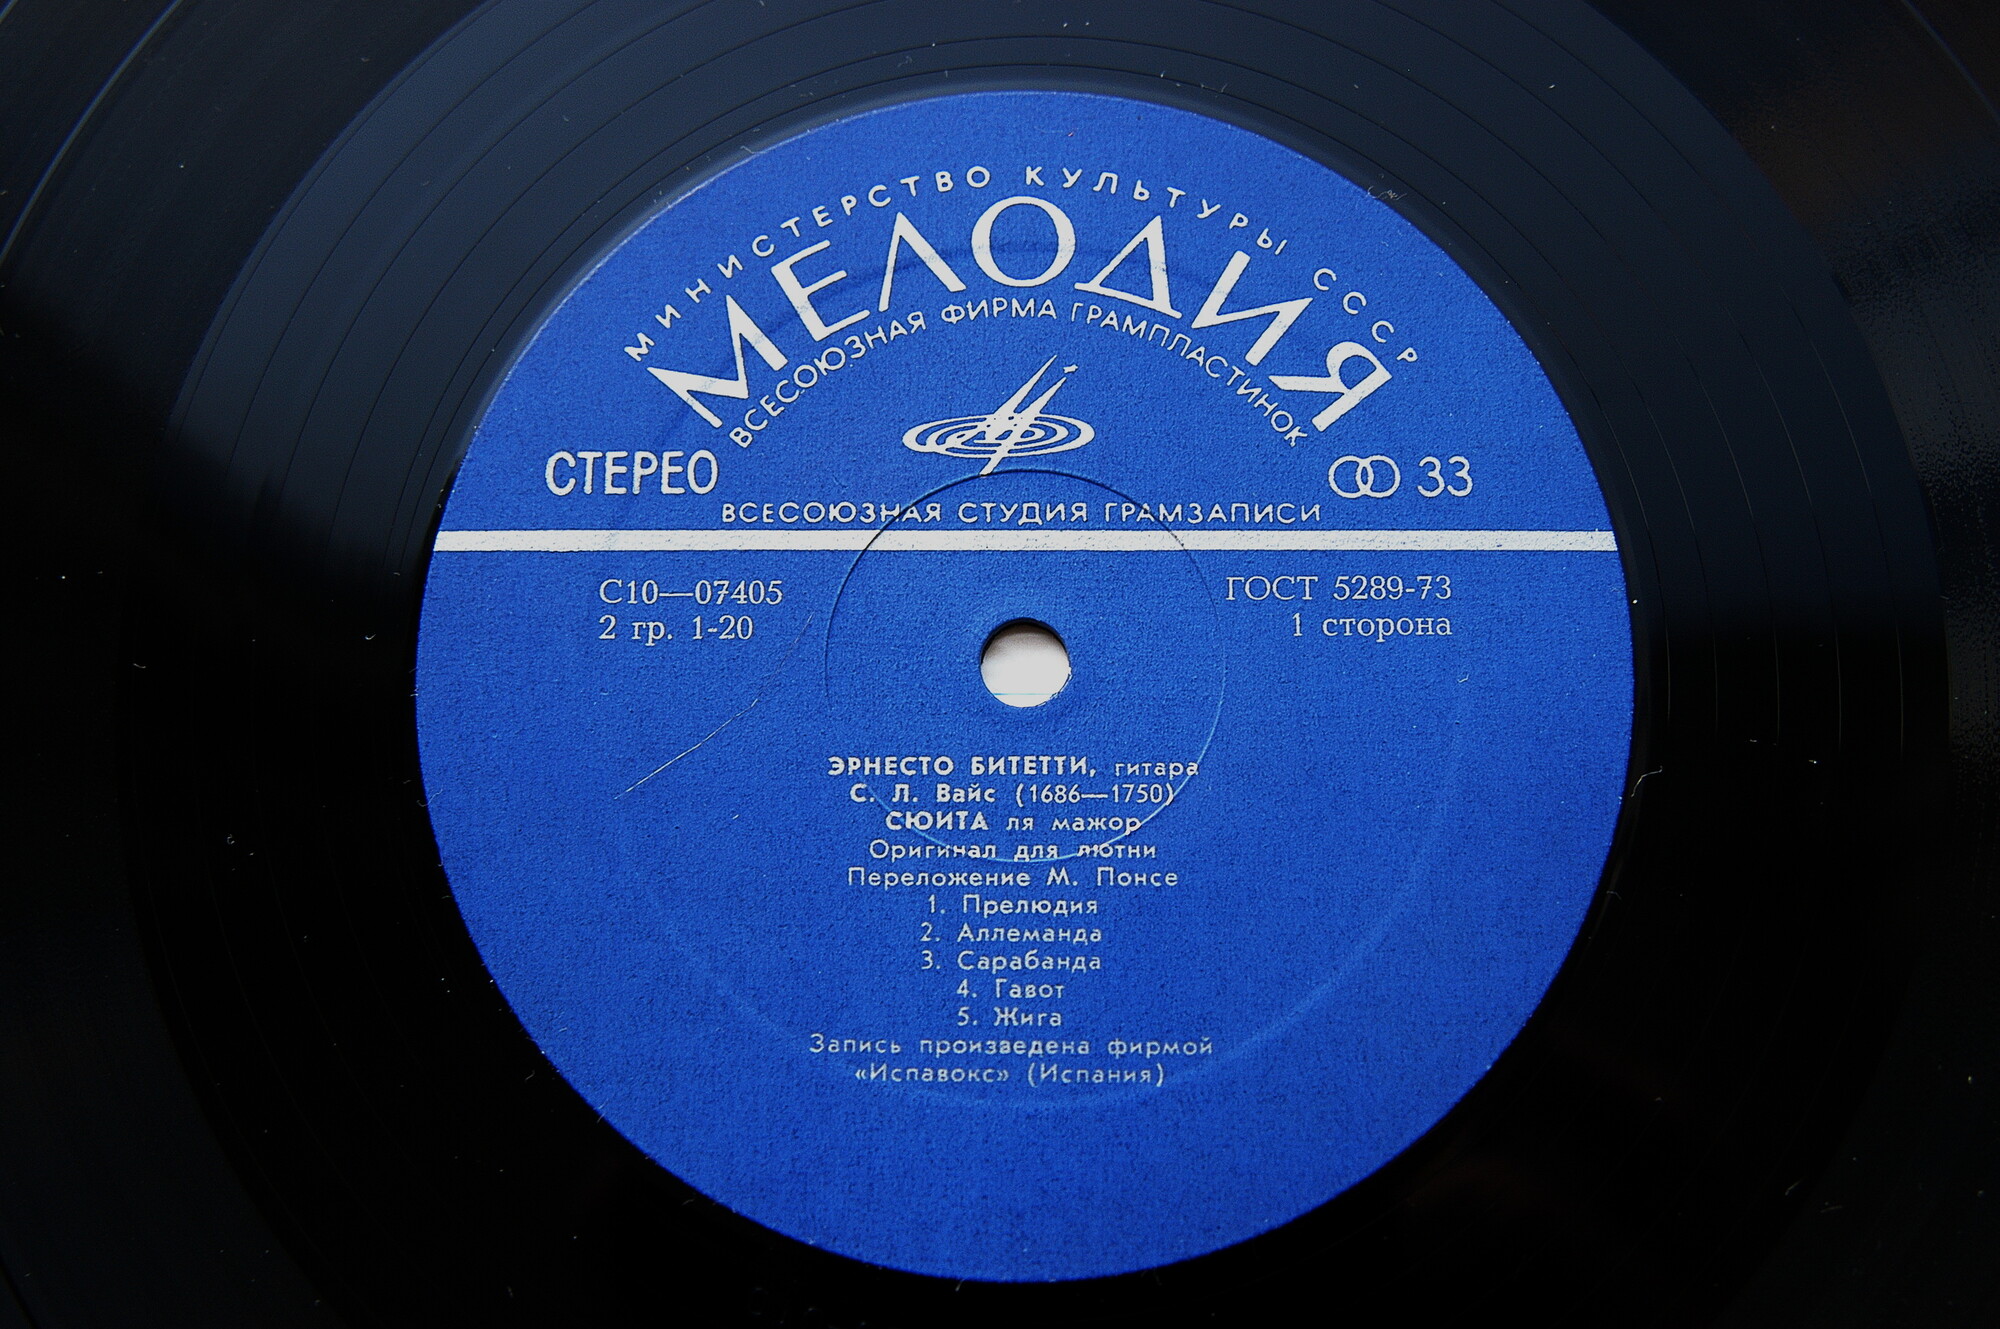 МИНИСТЕРСТВО КУЛЬТУРЫ СССР
МЕЛОДИЯ
ВСЕСОЮЗНАЯ ФИРМА ГРАМПЛАСТИНОК
СТЕРЕО
33
ВСЕСОЮЗНАЯ СТУДИЯ ГРАМЗАПИСИ
С10—07405
2 гр. 1-20
ГОСТ 5289-73
1 сторона
ЭРНЕСТО БИТЕТТИ, гитара
С. Л. Вайс (1686—1750)
СЮИТА ля мажор
Оригинал для лютни
Переложение М. Понсе
1. Прелюдия
2. Аллеманда
3. Сарабанда
4. Гавот
5. Жига
Запись произведена фирмой
«Испавокс» (Испания)